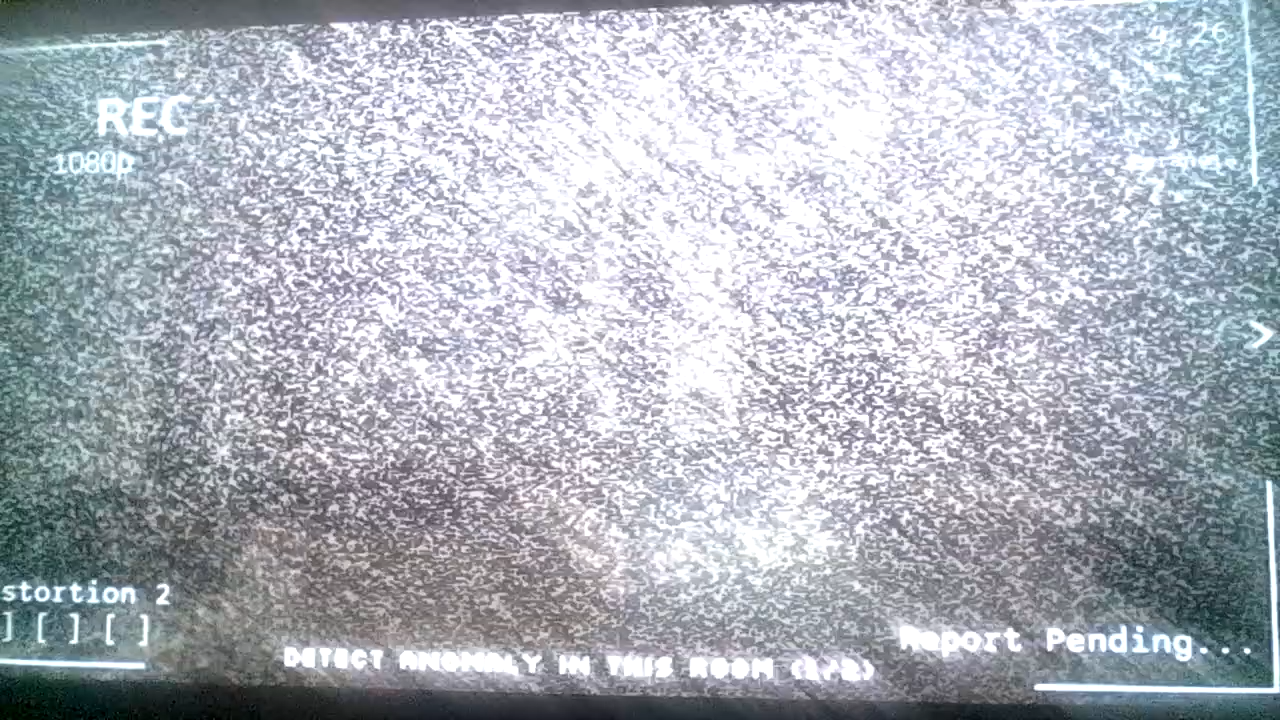 REC
1080p
stortion 2
] [ ] [ ]
DETECT ANOMALY IN THIS ROOM
Report Pending...
>